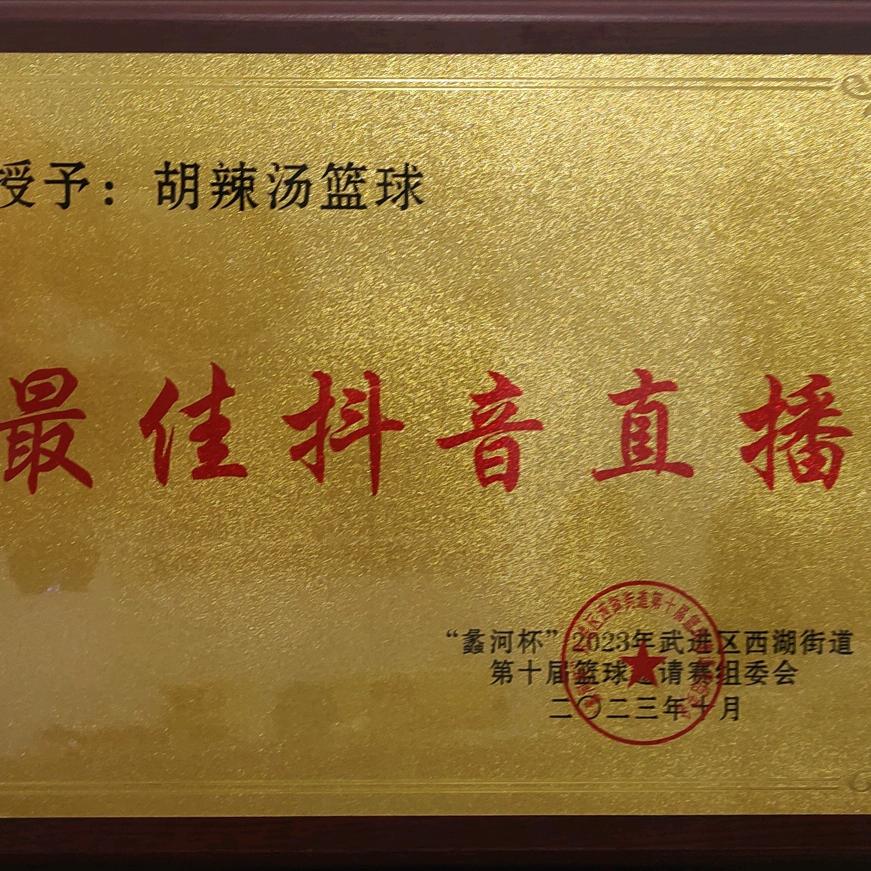 授予：胡辣汤篮球
最佳抖音直播
“蠡河杯”2023年武进区西湖街道
第十届篮球邀请赛组委会
二〇二三年十月